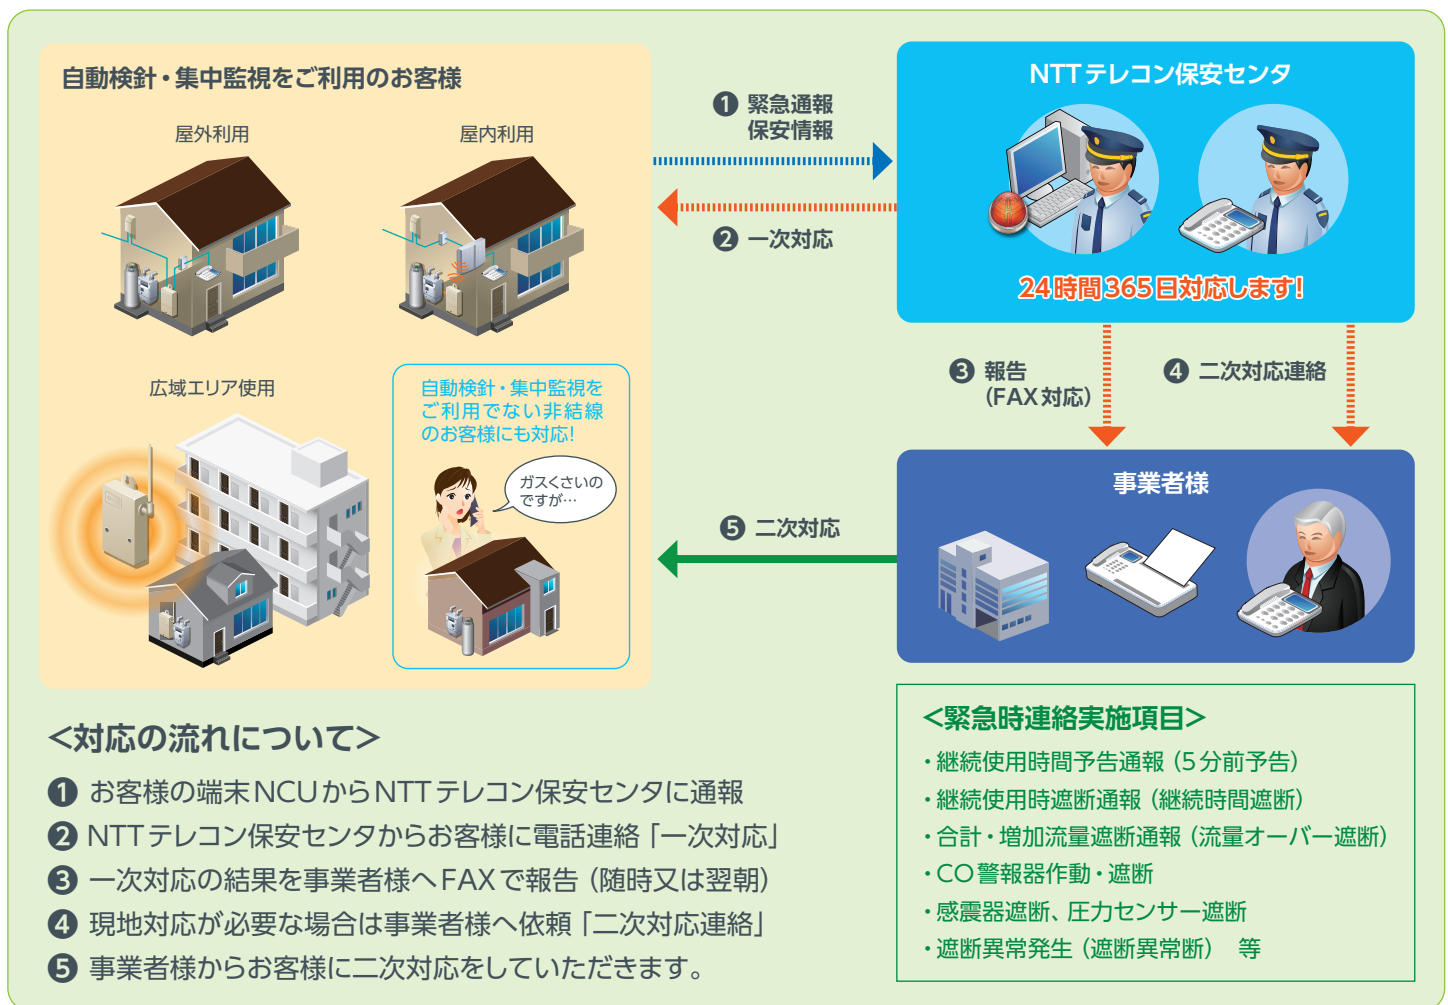 自動検針・集中監視をご利用のお客様
屋外利用
屋内利用
広域エリア使用
自動検針・集中監視を
ご利用でない非結線
のお客様にも対応!
ガスくさいの
ですが…
❶ 緊急通報
保安情報
❷ 一次対応
NTTテレコン保安センタ
24時間365日対応します!
❸ 報告
(FAX対応)
❹ 二次対応連絡
事業者様
❺ 二次対応
<対応の流れについて>
❶ お客様の端末NCUからNTTテレコン保安センタに通報
❷ NTTテレコン保安センタからお客様に電話連絡「一次対応」
❸ 一次対応の結果を事業者様へFAXで報告(随時又は翌朝)
❹ 現地対応が必要な場合は事業者様へ依頼「二次対応連絡」
❺ 事業者様からお客様に二次対応をしていただきます。
<緊急時連絡実施項目>
・継続使用時間予告通報(5分前予告)
・継続使用時遮断通報(継続時間遮断)
・合計・増加流量遮断通報(流量オーバー遮断)
・CO警報器作動・遮断
・感震器遮断、圧力センサー遮断
・遮断異常発生(遮断異常断) 等